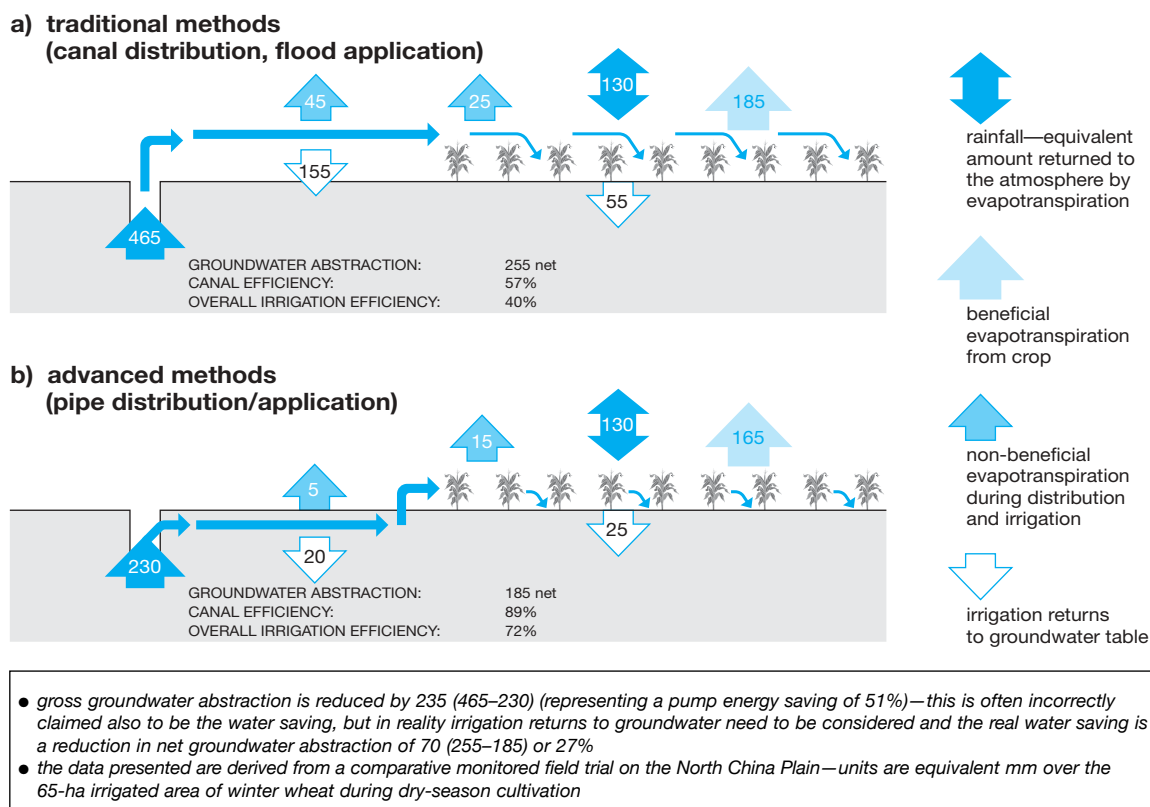 a) traditional methods
(canal distribution, flood application)
45
25
130
185
155
55
465
GROUNDWATER ABSTRACTION: 255 net
CANAL EFFICIENCY: 57%
OVERALL IRRIGATION EFFICIENCY: 40%
b) advanced methods
(pipe distribution/application)
15
130
165
5
20
25
230
GROUNDWATER ABSTRACTION: 185 net
CANAL EFFICIENCY: 89%
OVERALL IRRIGATION EFFICIENCY: 72%
rainfall—equivalent
amount returned to
the atmosphere by
evapotranspiration
beneficial
evapotranspiration
from crop
non-beneficial
evapotranspiration
during distribution
and irrigation
irrigation returns
to groundwater table
● gross groundwater abstraction is reduced by 235 (465–230) (representing a pump energy saving of 51%)—this is often incorrectly
claimed also to be the water saving, but in reality irrigation returns to groundwater need to be considered and the real water saving is
a reduction in net groundwater abstraction of 70 (255–185) or 27%
● the data presented are derived from a comparative monitored field trial on the North China Plain—units are equivalent mm over the
65-ha irrigated area of winter wheat during dry-season cultivation